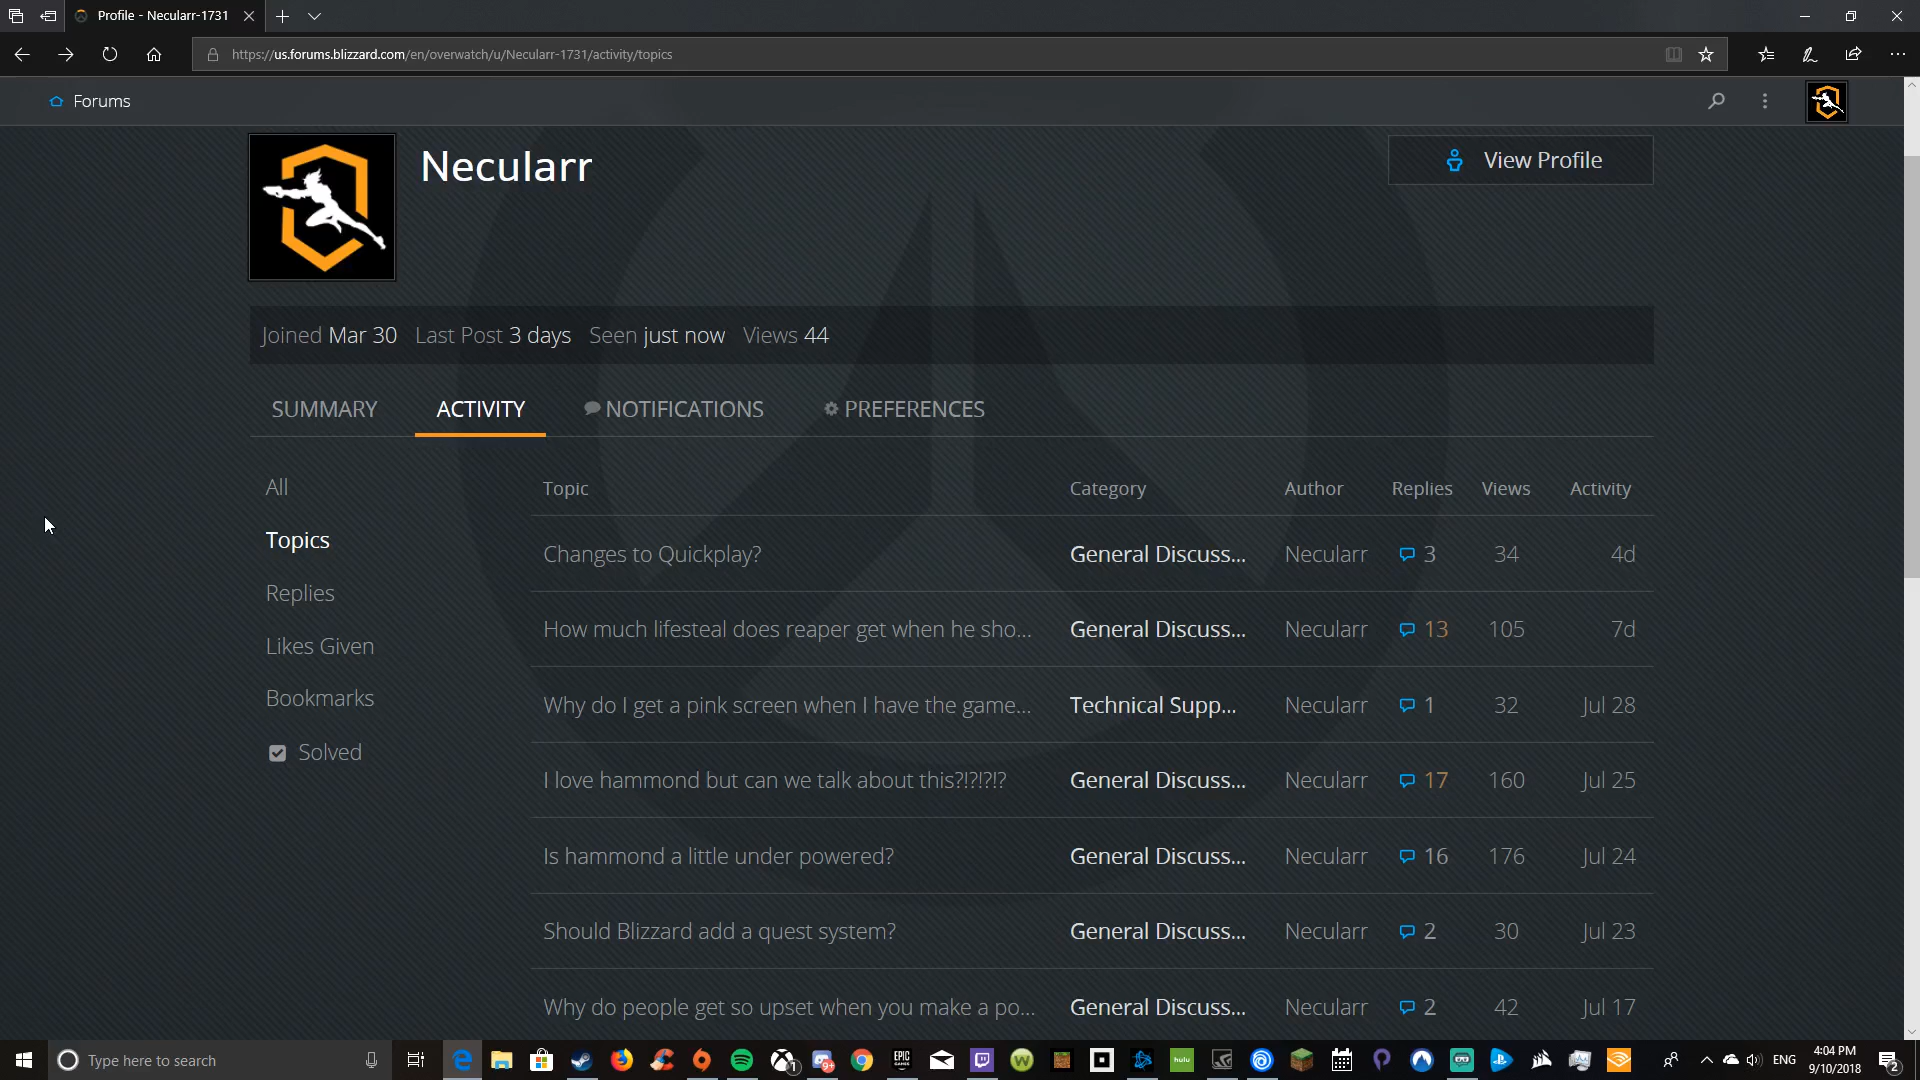 Profile - Necularr-1731
https://us.forums.blizzard.com/en/overwatch/u/Necularr-1731/activity/topics
Forums
Necularr
View Profile
Joined Mar 30 Last Post 3 days Seen just now Views 44
SUMMARY ACTIVITY NOTIFICATIONS PREFERENCES
All
Topics
Replies
Likes Given
Bookmarks
Solved
Topic Category Author Replies Views Activity
Changes to Quickplay? General Discuss... Necularr 3 34 4d
How much lifesteal does reaper get when he sho... General Discuss... Necularr 13 105 7d
Why do I get a pink screen when I have the game... Technical Supp... Necularr 1 32 Jul 28
I love hammond but can we talk about this?!?!?!? General Discuss... Necularr 17 160 Jul 25
Is hammond a little under powered? General Discuss... Necularr 16 176 Jul 24
Should Blizzard add a quest system? General Discuss... Necularr 2 30 Jul 23
Why do people get so upset when you make a po... General Discuss... Necularr 2 42 Jul 17
Type here to search
1
9+
EPIC GAMES
hulu
ENG
4:04 PM
9/10/2018
2